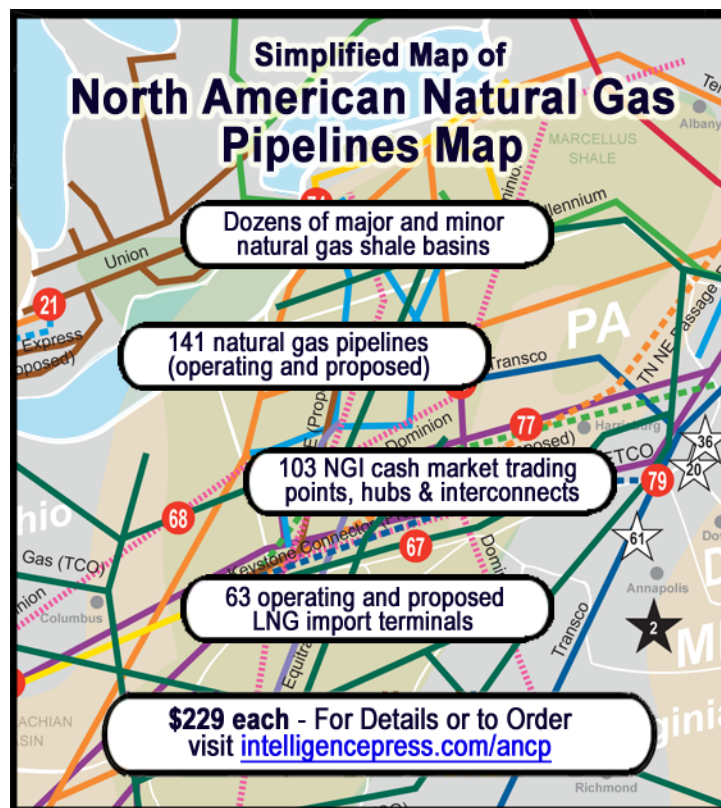 Simplified Map of
North American Natural Gas
Pipelines Map
Albany
MARCELLUS
SHALE
Dozens of major and minor
natural gas shale basins
Union
21
Express
141 natural gas pipelines
(operating and proposed)
PA
Transco
TN NE Passage
Dominion
77
36
103 NGI cash market trading
points, hubs & interconnects
20
79
68
Gas (TCO)
Keystone Connector
67
61
Columbus
Annapolis
63 operating and proposed
LNG import terminals
2
Transco
$229 each - For Details or to Order
visit intelligencepress.com/ancp
Richmond